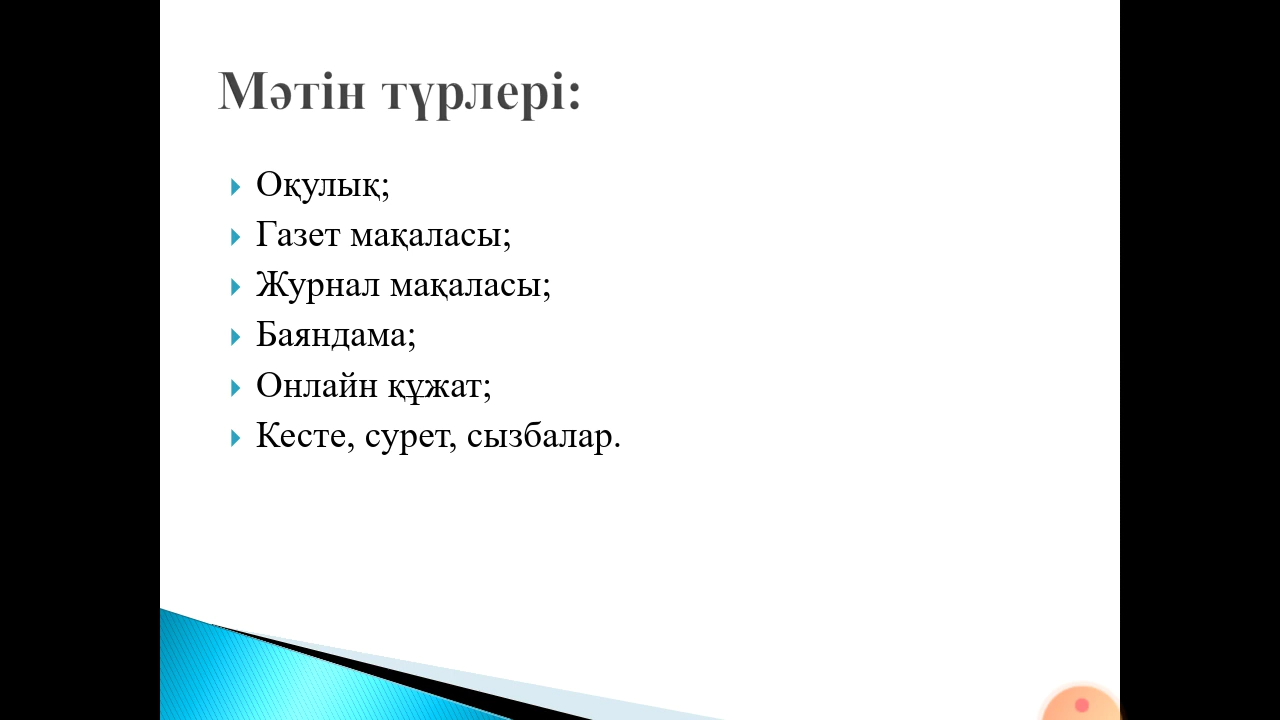 Мәтін түрлері:
Оқулық;
Газет мақаласы;
Журнал мақаласы;
Баяндама;
Онлайн құжат;
Кесте, сурет, сызбалар.